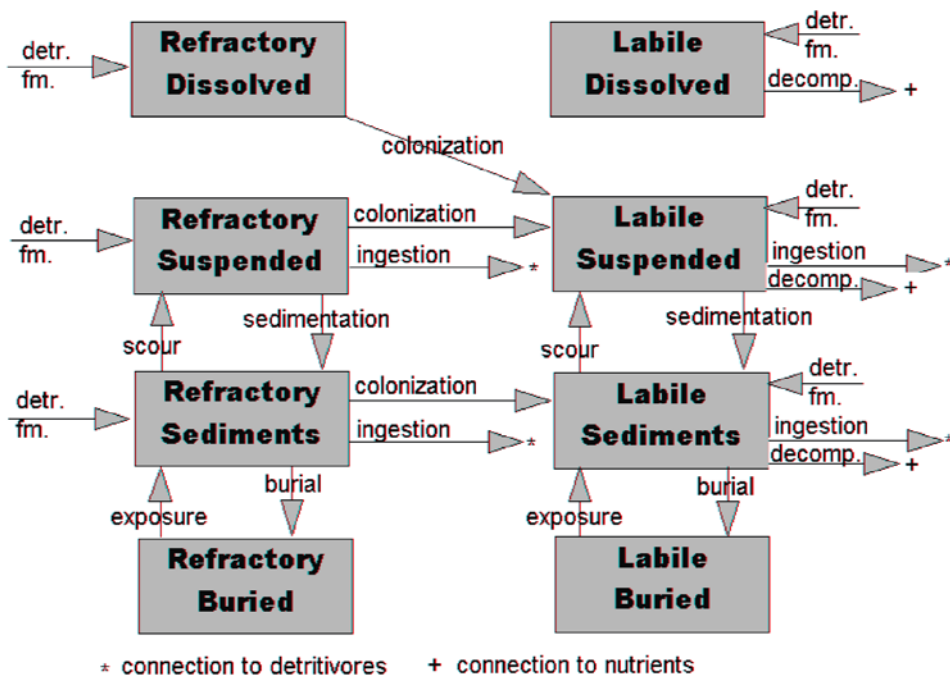 detr.
fm.
Refractory
Dissolved
Labile
Dissolved
detr.
fm.
decomp.
+
colonization
detr.
fm.
Refractory
Suspended
colonization
ingestion
*
Labile
Suspended
detr.
fm.
ingestion
*
decomp.
+
scour
sedimentation
scour
sedimentation
detr.
fm.
Refractory
Sediments
colonization
ingestion
*
Labile
Sediments
detr.
fm.
ingestion
*
decomp.
+
exposure
burial
exposure
burial
Refractory
Buried
Labile
Buried
* connection to detritivores + connection to nutrients